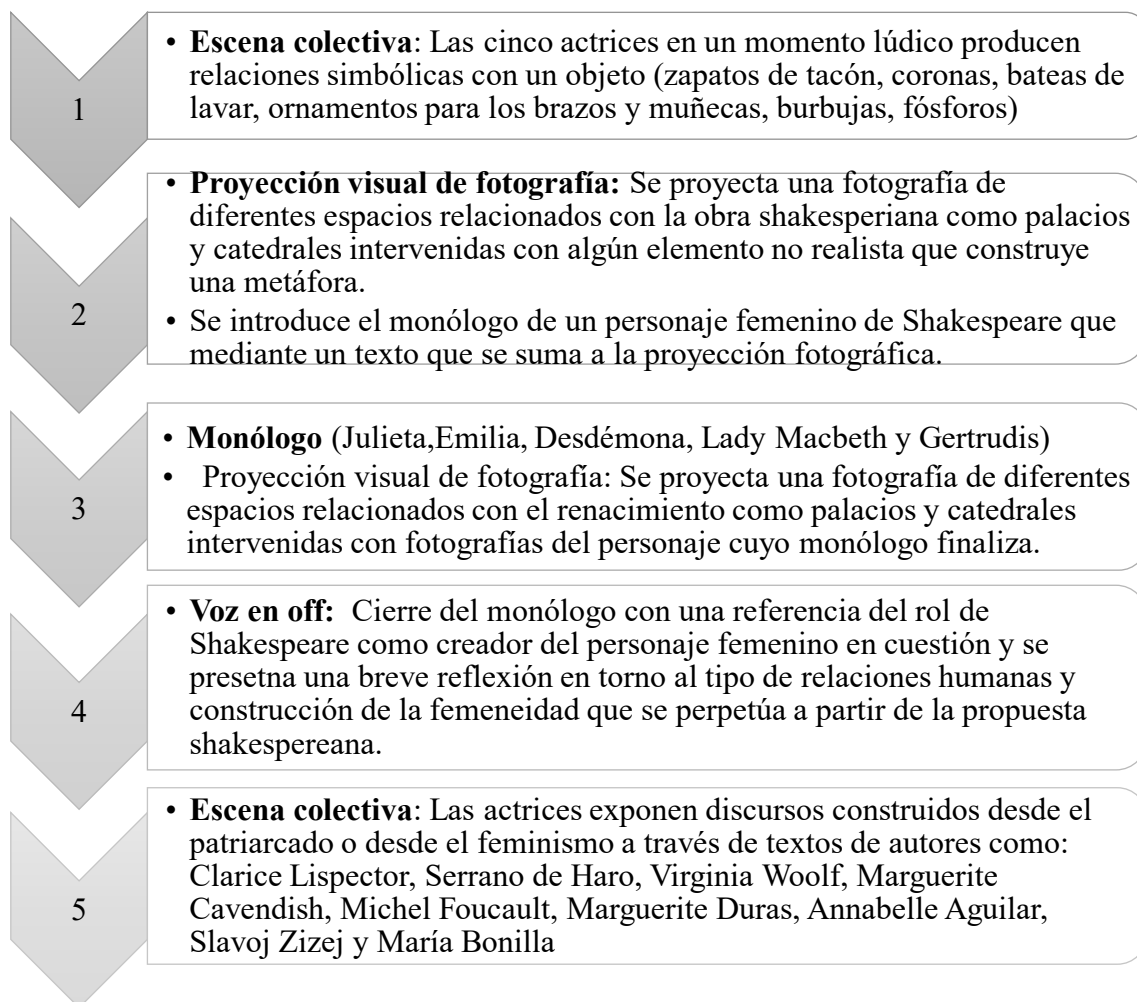 1
• Escena colectiva: Las cinco actrices en un momento lúdico producen
relaciones simbólicas con un objeto (zapatos de tacón, coronas, bateas de
lavar, ornamentos para los brazos y muñecas, burbujas, fósforos)
2
• Proyección visual de fotografía: Se proyecta una fotografía de
diferentes espacios relacionados con la obra shakesperiana como palacios
y catedrales intervenidas con algún elemento no realista que construye
una metáfora.
• Se introduce el monólogo de un personaje femenino de Shakespeare que
mediante un texto que se suma a la proyección fotográfica.
3
• Monólogo (Julieta,Emilia, Desdémona, Lady Macbeth y Gertrudis)
• Proyección visual de fotografía: Se proyecta una fotografía de diferentes
espacios relacionados con el renacimiento como palacios y catedrales
intervenidas con fotografías del personaje cuyo monólogo finaliza.
4
• Voz en off: Cierre del monólogo con una referencia del rol de
Shakespeare como creador del personaje femenino en cuestión y se
presetna una breve reflexión en torno al tipo de relaciones humanas y
construcción de la femeneidad que se perpetúa a partir de la propuesta
shakespereana.
5
• Escena colectiva: Las actrices exponen discursos construidos desde el
patriarcado o desde el feminismo a través de textos de autores como:
Clarice Lispector, Serrano de Haro, Virginia Woolf, Marguerite
Cavendish, Michel Foucault, Marguerite Duras, Annabelle Aguilar,
Slavoj Zizej y María Bonilla